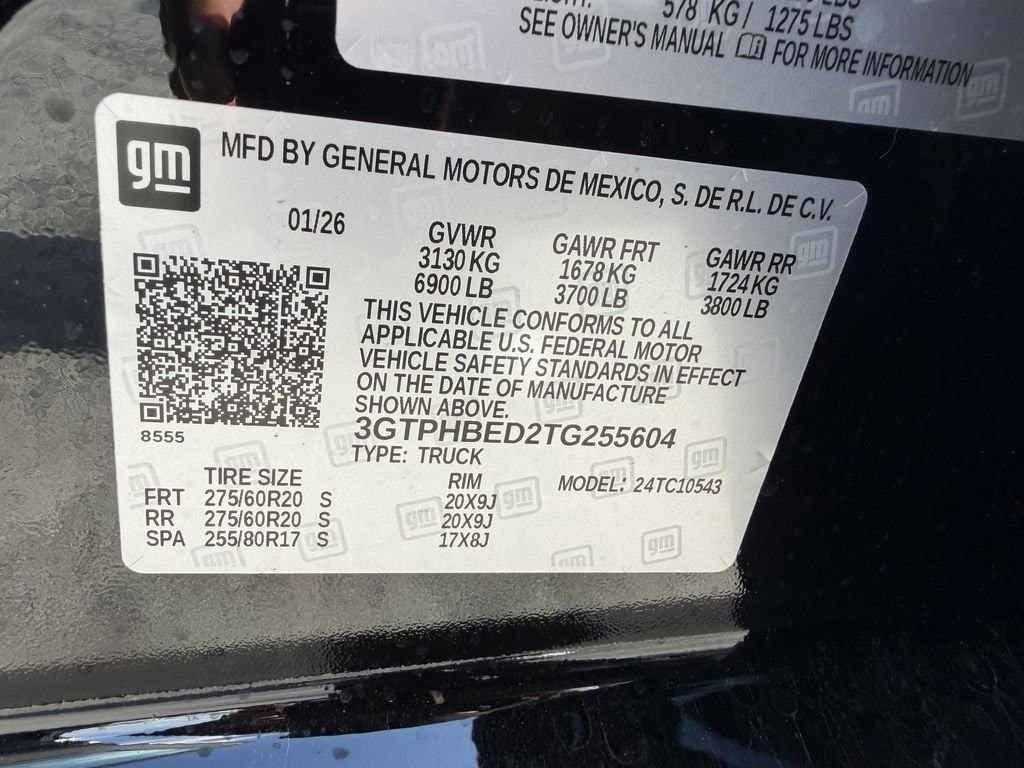 578 KG / 1275 LBS
SEE OWNER'S MANUAL FOR MORE INFORMATION
gm
MFD BY GENERAL MOTORS DE MEXICO, S. DE R.L. DE C.V.
01/26
GVWR GAWR FRT GAWR RR
3130 KG 1678 KG 1724 KG
6900 LB 3700 LB 3800 LB
THIS VEHICLE CONFORMS TO ALL
APPLICABLE U.S. FEDERAL MOTOR
VEHICLE SAFETY STANDARDS IN EFFECT
ON THE DATE OF MANUFACTURE
SHOWN ABOVE.
8555
3GTPHBED2TG255604
TYPE: TRUCK
TIRE SIZE RIM MODEL: 24TC10543
FRT 275/60R20 S 20X9J
RR 275/60R20 S 20X9J
SPA 255/80R17 S 17X8J